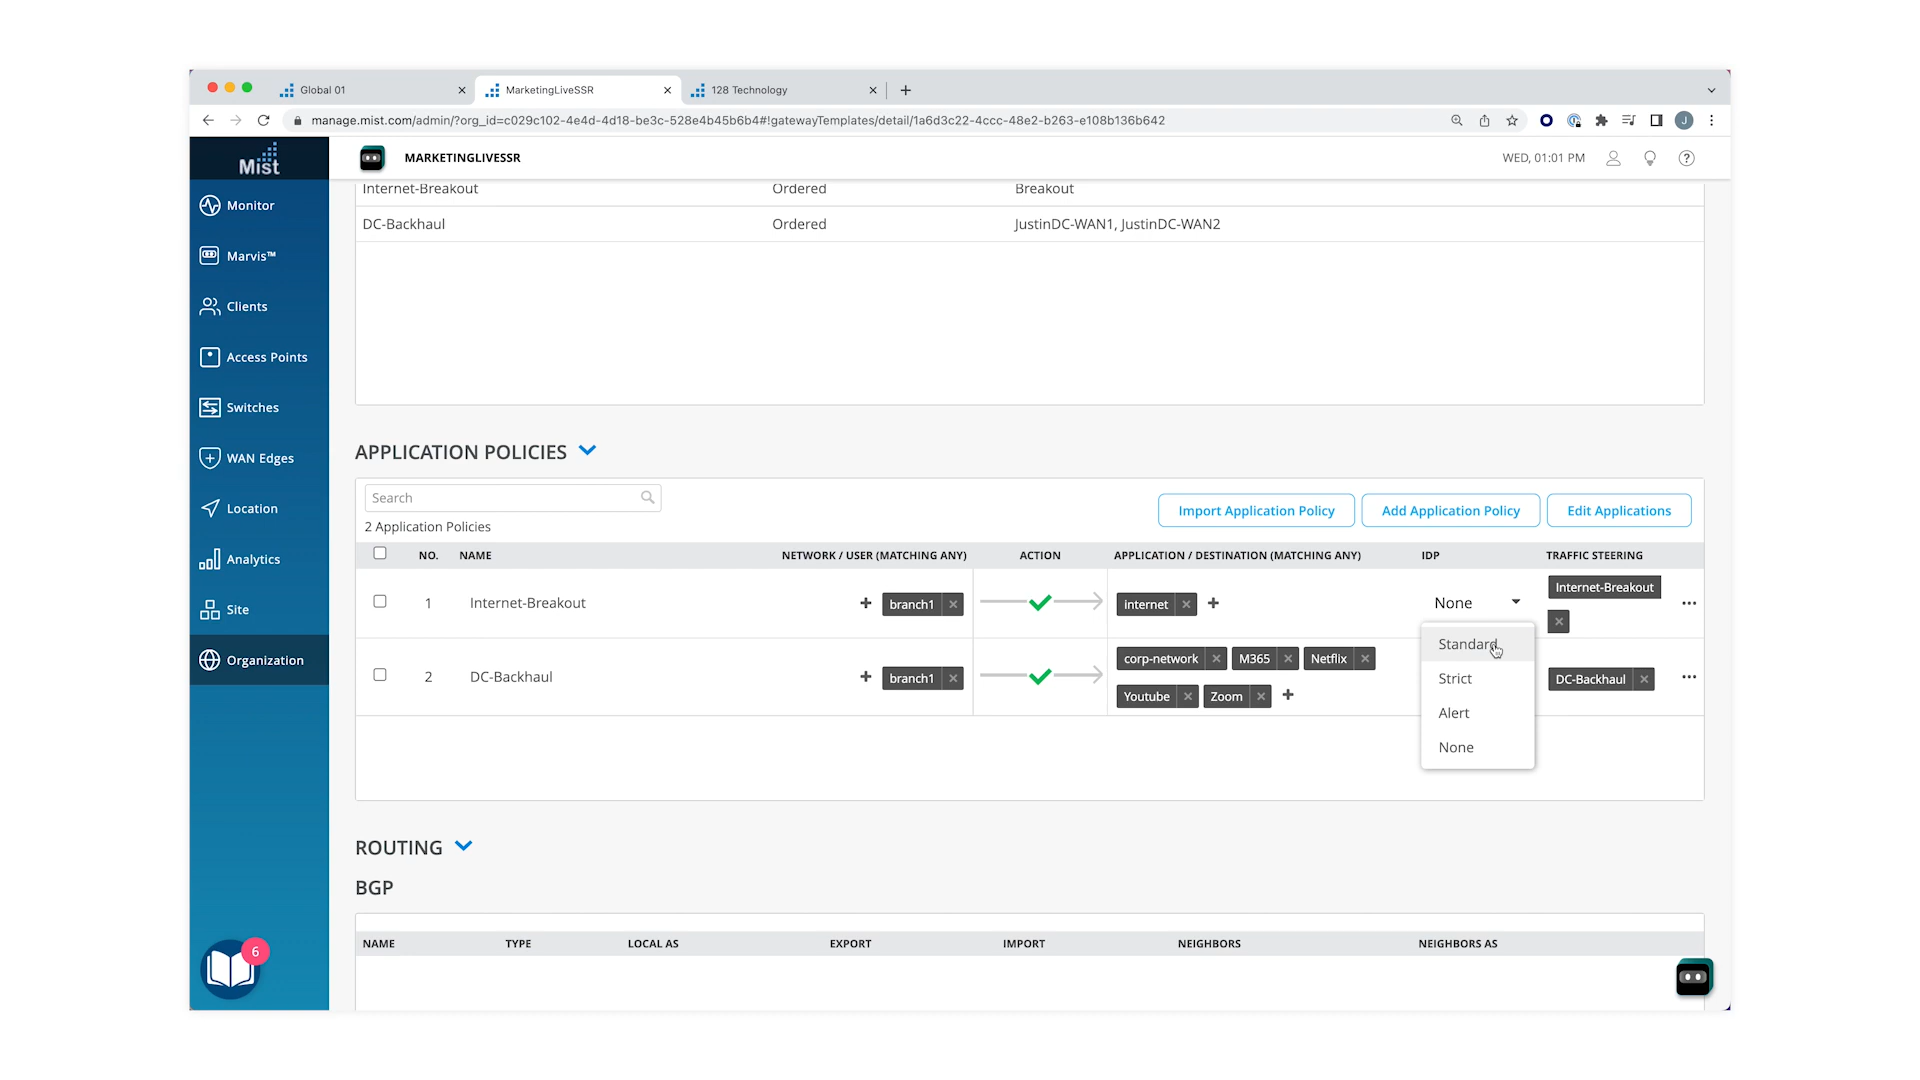 Global 01
MarketingLiveSSR
128 Technology
manage.mist.com/admin/?org_id=c029c102-4e4d-4d18-be3c-528e4b45b6b4#!gatewayTemplates/detail/1a6d3c22-4ccc-48e2-b263-e108b136b642
J
Mist
MARKETINGLIVESSR
WED, 01:01 PM
Monitor
Marvis™
Clients
Access Points
Switches
WAN Edges
Location
Analytics
Site
Organization
6
Internet-Breakout Ordered Breakout
DC-Backhaul Ordered JustinDC-WAN1, JustinDC-WAN2
APPLICATION POLICIES
Search
2 Application Policies
Import Application Policy
Add Application Policy
Edit Applications
NO. NAME NETWORK / USER (MATCHING ANY) ACTION APPLICATION / DESTINATION (MATCHING ANY) IDP TRAFFIC STEERING
1 Internet-Breakout + branch1 × internet × + None Internet-Breakout ×
2 DC-Backhaul + branch1 × corp-network × M365 × Netflix × DC-Backhaul ×
Youtube × Zoom × +
Standard
Strict
Alert
None
ROUTING
BGP
NAME TYPE LOCAL AS EXPORT IMPORT NEIGHBORS NEIGHBORS AS